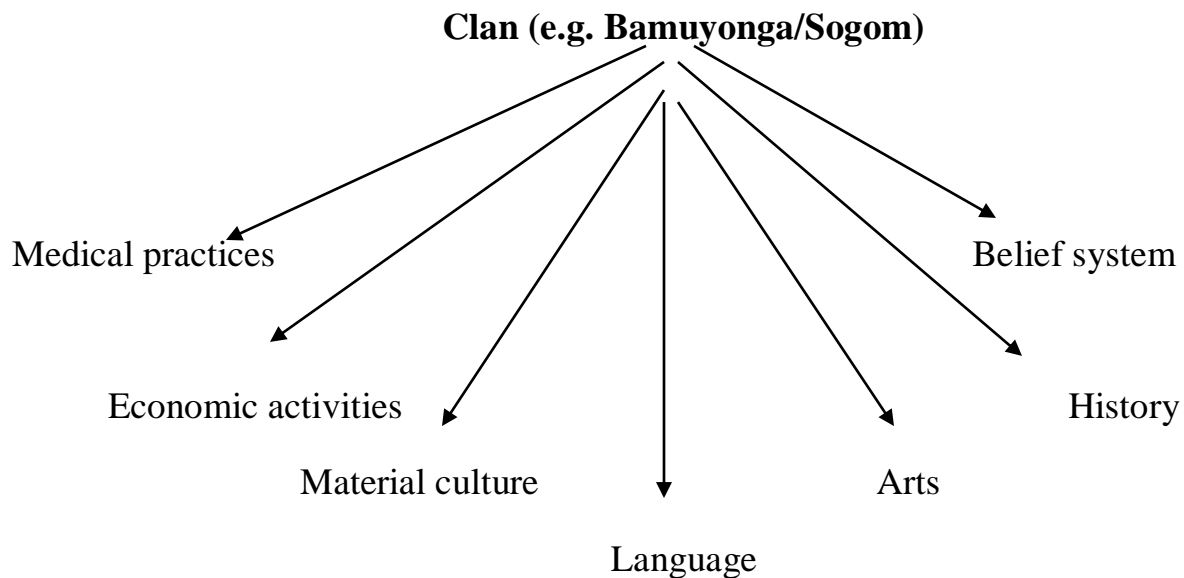 Clan (e.g. Bamuyonga/Sogom)
Medical practices
Belief system
Economic activities
History
Material culture
Arts
Language